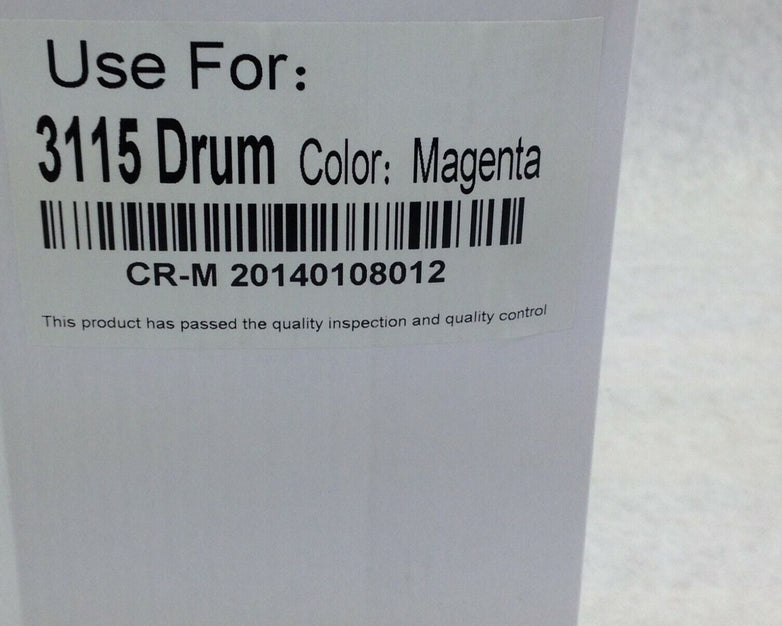 Use For:
3115 Drum Color: Magenta
CR-M 20140108012
This product has passed the quality inspection and quality control